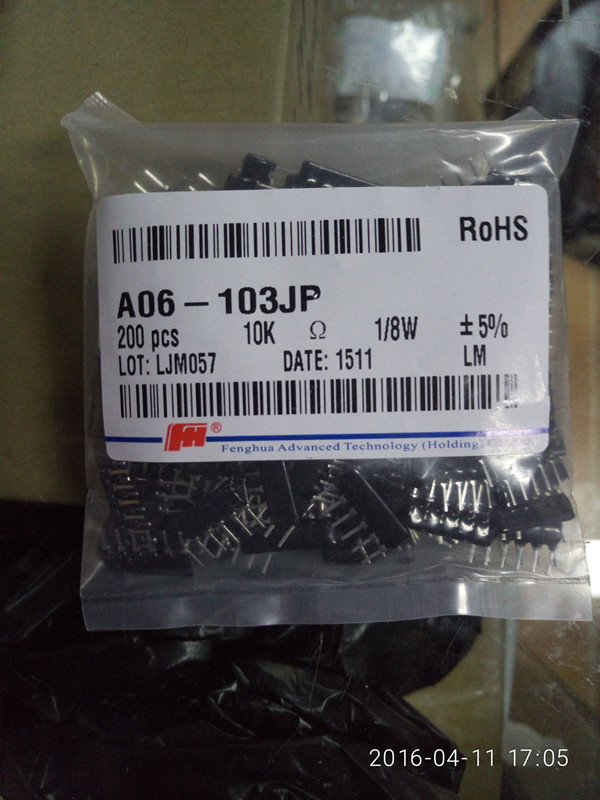 RoHS
A06-103JP
200 pcs 10K Ω 1/8W ±5%
LOT: LJM057 DATE: 1511 LM
®
Fenghua Advanced Technology (Holding)
2016-04-11 17:05